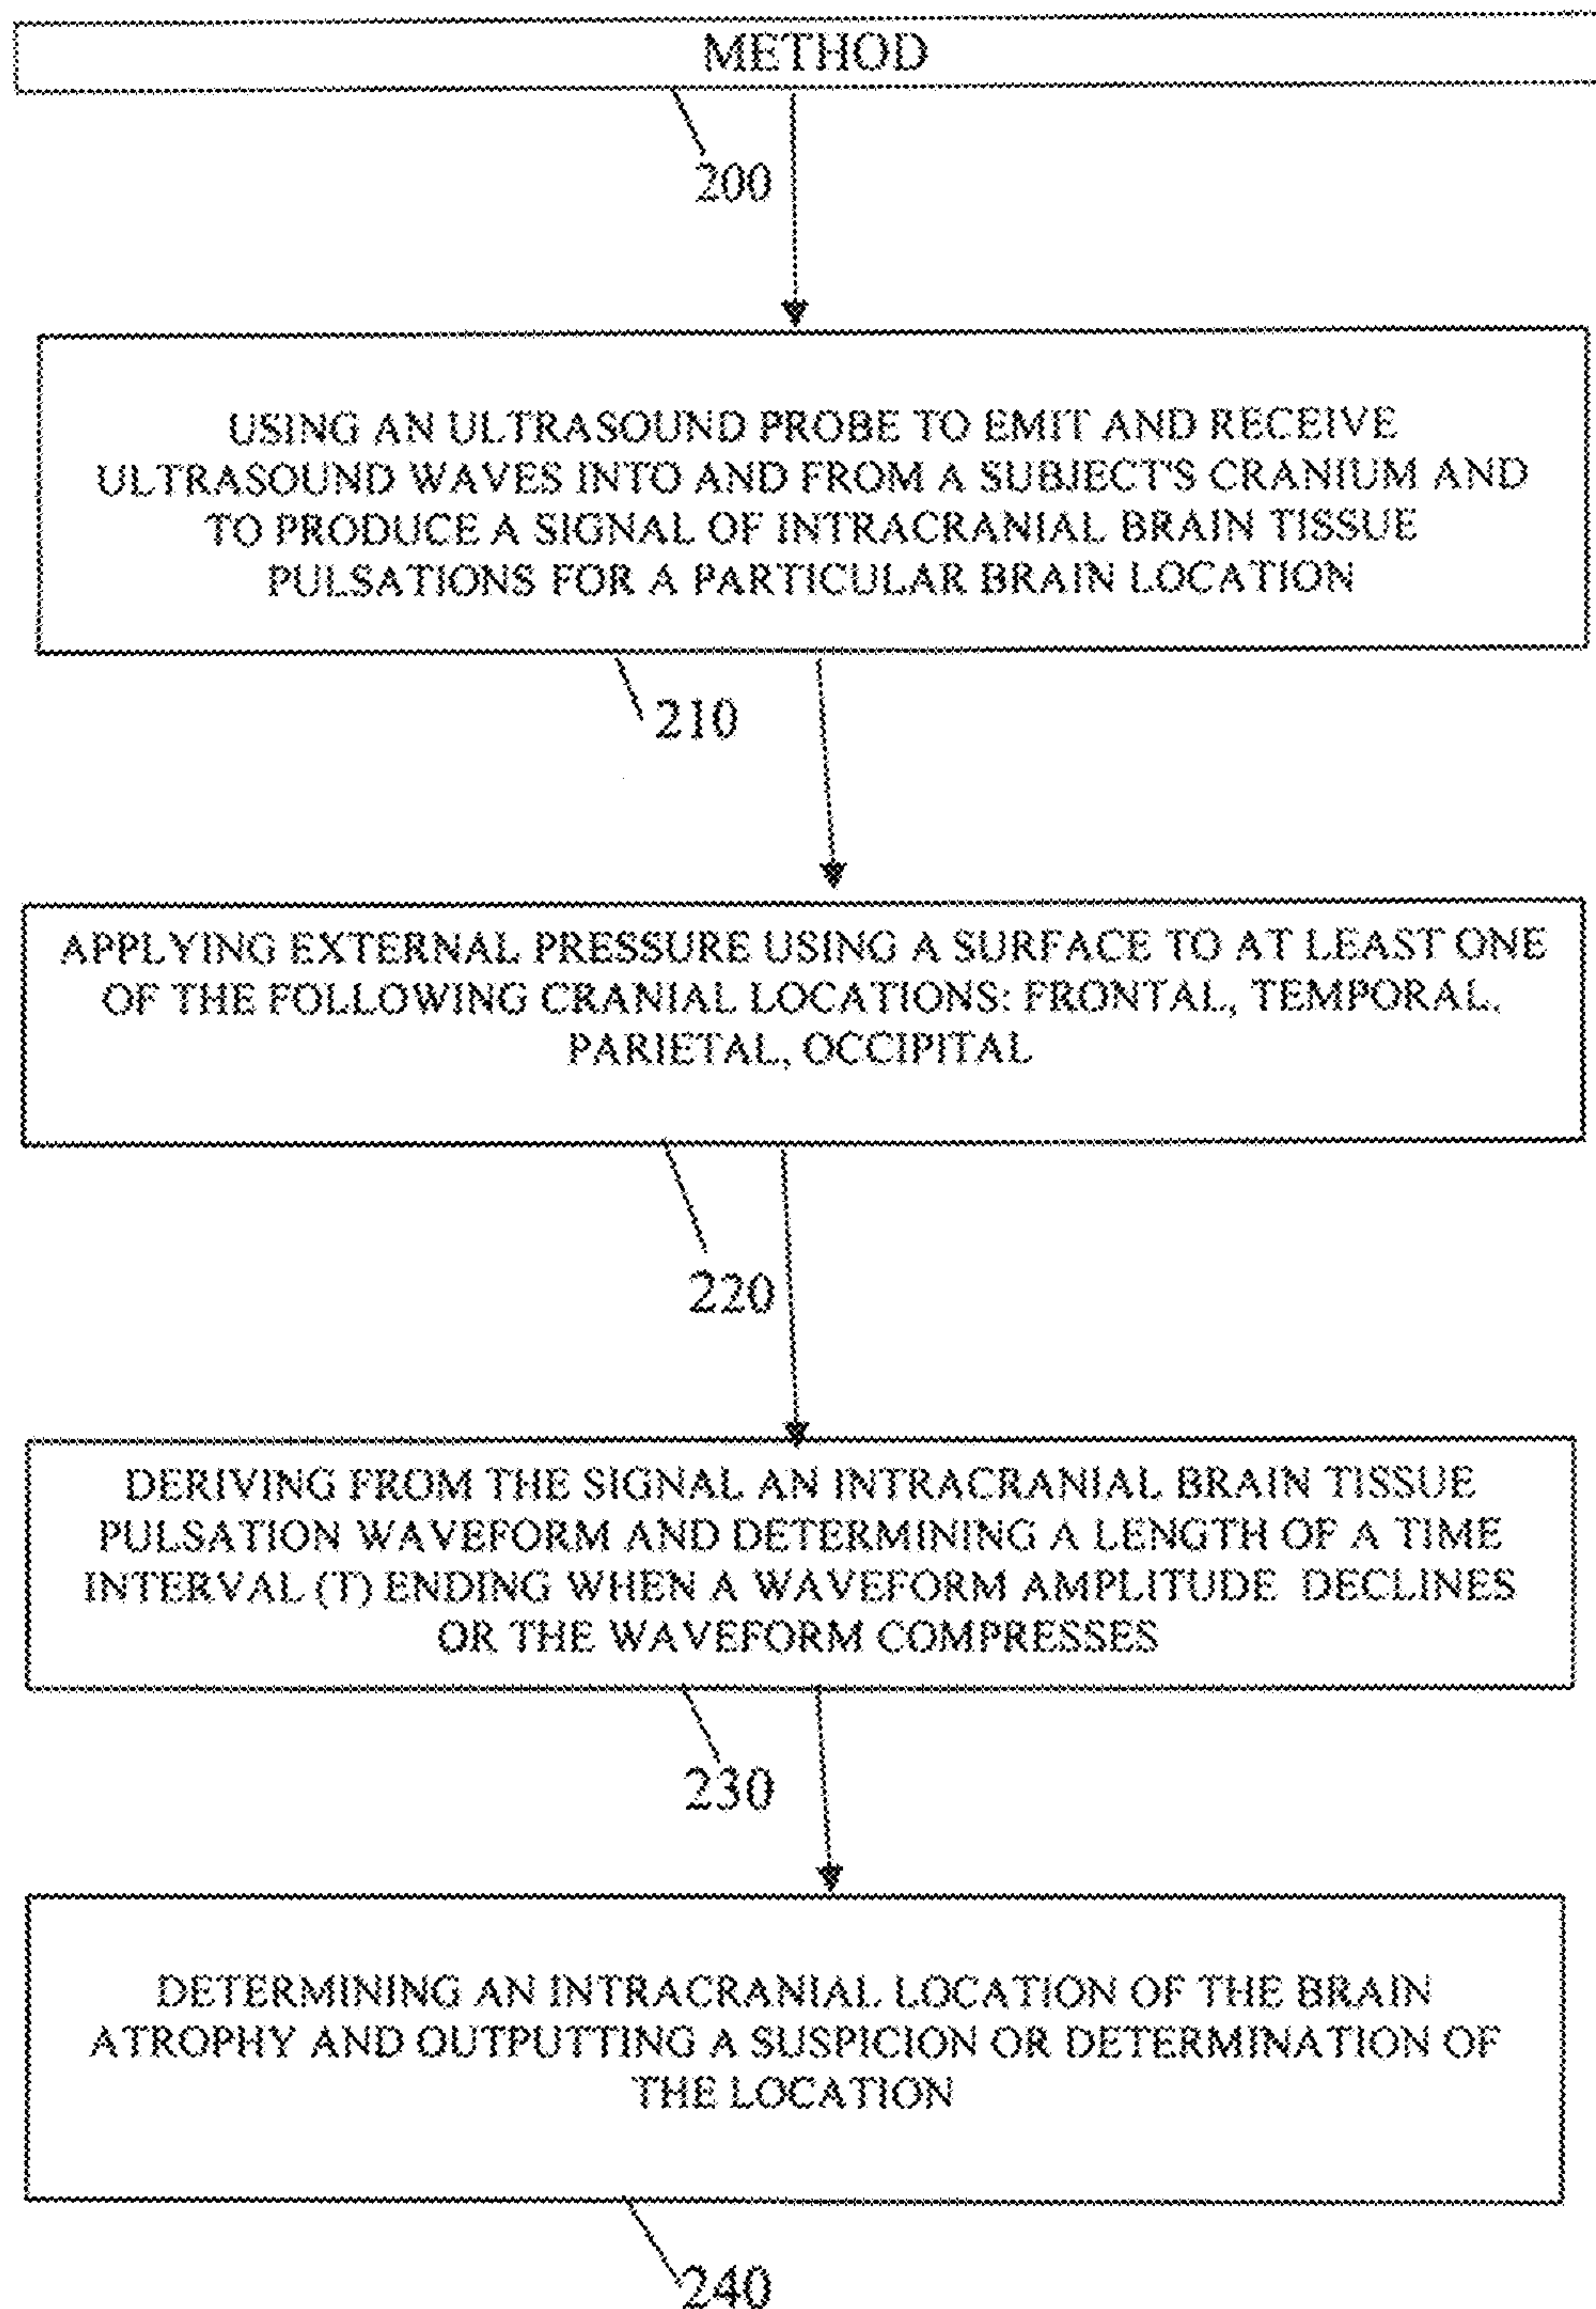 METHOD
200
USING AN ULTRASOUND PROBE TO EMIT AND RECEIVE
ULTRASOUND WAVES INTO AND FROM A SUBJECT'S CRANIUM AND
TO PRODUCE A SIGNAL OF INTRACRANIAL BRAIN TISSUE
PULSATIONS FOR A PARTICULAR BRAIN LOCATION
210
APPLYING EXTERNAL PRESSURE USING A SURFACE TO AT LEAST ONE
OF THE FOLLOWING CRANIAL LOCATIONS: FRONTAL, TEMPORAL,
PARIETAL, OCCIPITAL
220
DERIVING FROM THE SIGNAL AN INTRACRANIAL BRAIN TISSUE
PULSATION WAVEFORM AND DETERMINING A LENGTH OF A TIME
INTERVAL (T) ENDING WHEN A WAVEFORM AMPLITUDE DECLINES
OR THE WAVEFORM COMPRESSES
230
DETERMINING AN INTRACRANIAL LOCATION OF THE BRAIN
ATROPHY AND OUTPUTTING A SUSPICION OR DETERMINATION OF
THE LOCATION
240